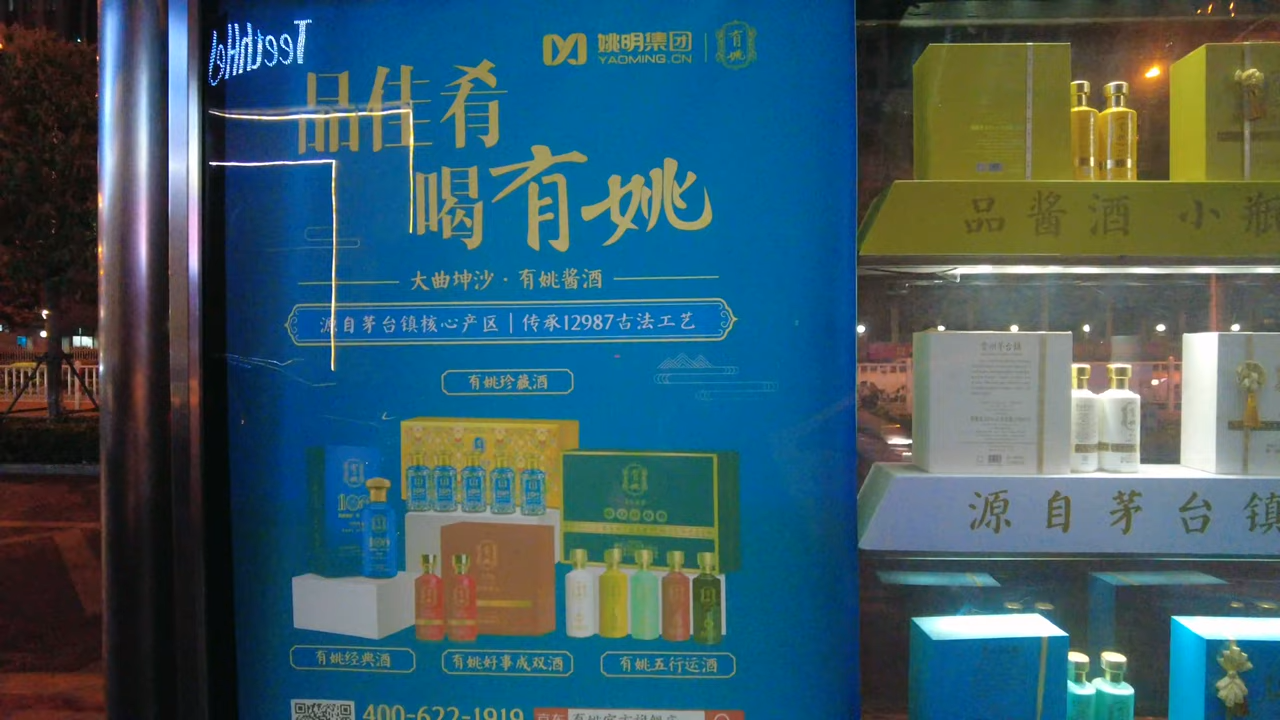 TeethHel
姚明集团
YAOMING.CN
有姚
品佳肴
喝有姚
大曲坤沙·有姚酱酒
源自茅台镇核心产区｜传承12987古法工艺
有姚珍藏酒
有姚经典酒
有姚好事成双酒
有姚五行运酒
400-622-1919
京东
品酱酒 小瓶
源自茅台镇